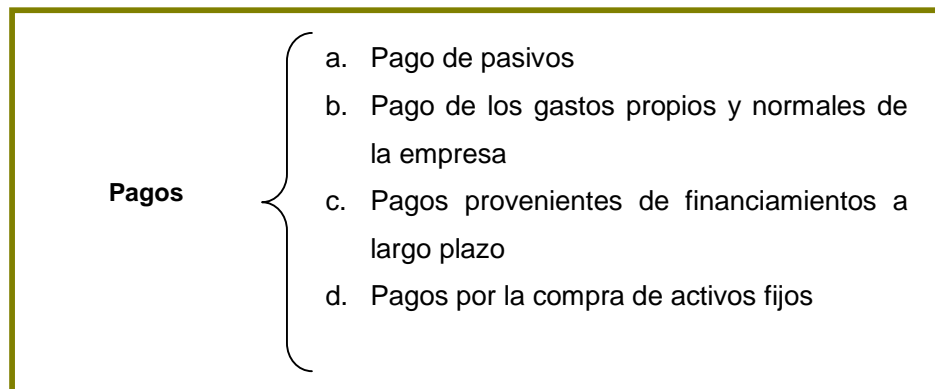 Pagos
a. Pago de pasivos
b. Pago de los gastos propios y normales de
la empresa
c. Pagos provenientes de financiamientos a
largo plazo
d. Pagos por la compra de activos fijos